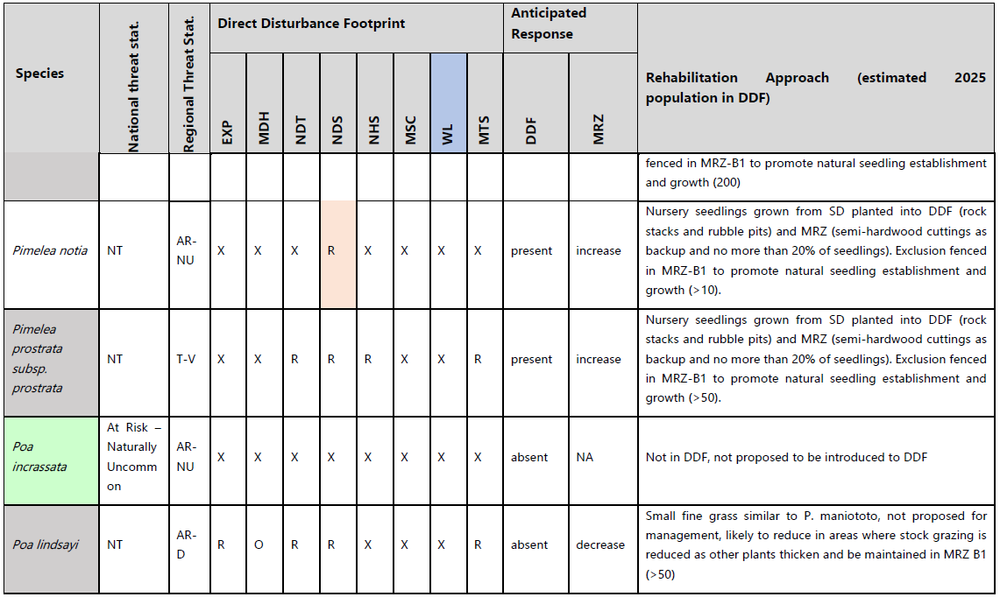 Species
National threat stat.
Regional Threat Stat.
Direct Disturbance Footprint
Anticipated
Response
Rehabilitation Approach (estimated 2025
population in DDF)
EXP
MDH
NDT
NDS
NHS
MSC
WL
MTS
DDF
MRZ
fenced in MRZ-B1 to promote natural seedling establishment
and growth (200)
Pimelea notia
NT
AR-
NU
X X X R X X X X
present
increase
Nursery seedlings grown from SD planted into DDF (rock
stacks and rubble pits) and MRZ (semi-hardwood cuttings as
backup and no more than 20% of seedlings). Exclusion fenced
in MRZ-B1 to promote natural seedling establishment and
growth (>10).
Pimelea
prostrata
subsp.
prostrata
NT
T-V
X X R R R X X R
present
increase
Nursery seedlings grown from SD planted into DDF (rock
stacks and rubble pits) and MRZ (semi-hardwood cuttings as
backup and no more than 20% of seedlings). Exclusion fenced
in MRZ-B1 to promote natural seedling establishment and
growth (>50).
Poa
incrassata
At Risk –
Naturally
Uncomm
on
AR-
NU
X X X X X X X X
absent
NA
Not in DDF, not proposed to be introduced to DDF
Poa lindsayi
NT
AR-
D
R O R R X X X R
absent
decrease
Small fine grass similar to P. maniototo, not proposed for
management, likely to reduce in areas where stock grazing is
reduced as other plants thicken and be maintained in MRZ B1
(>50)